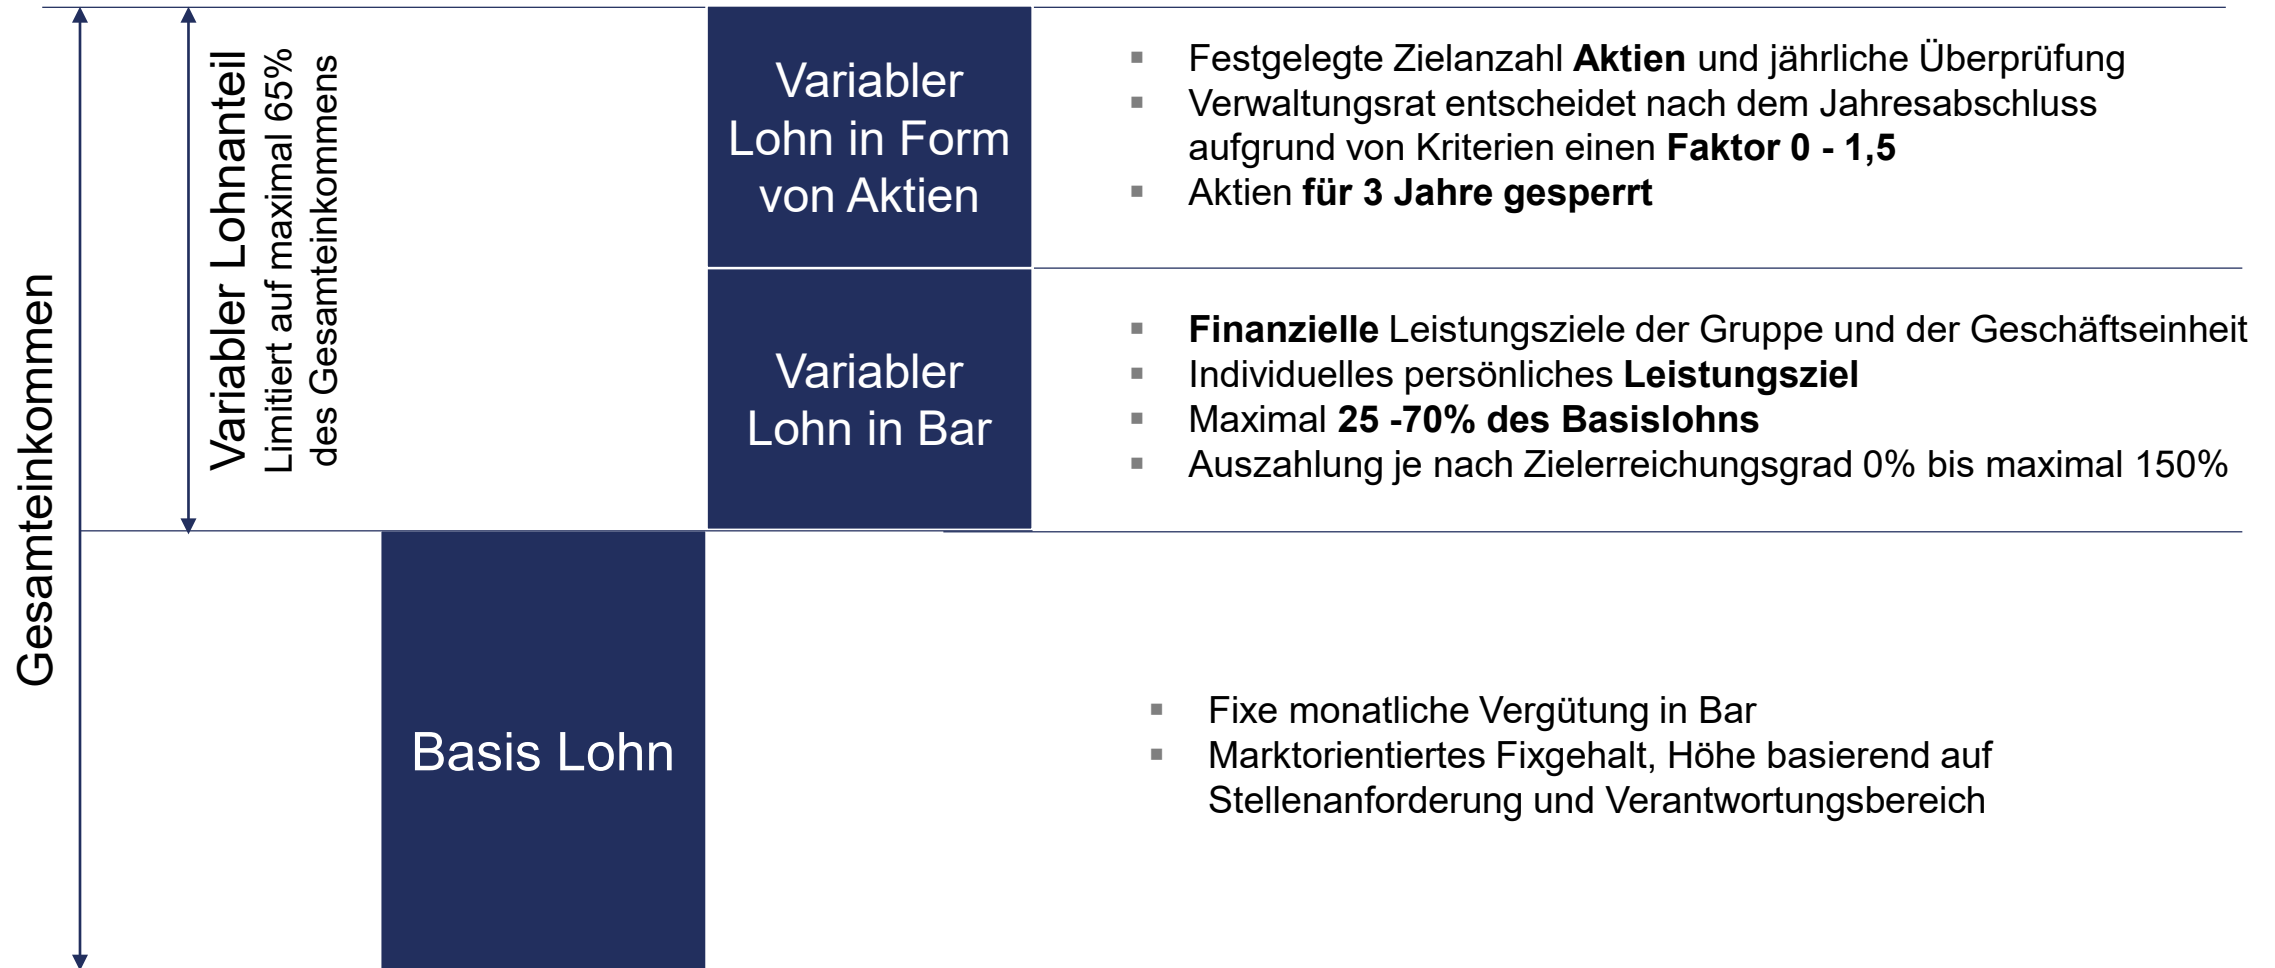 Gesamteinkommen
Variabler Lohnanteil
Limitiert auf maximal 65%
des Gesamteinkommens
Variabler
Lohn in Form
von Aktien
Festgelegte Zielanzahl Aktien und jährliche Überprüfung
Verwaltungsrat entscheidet nach dem Jahresabschluss
aufgrund von Kriterien einen Faktor 0 - 1,5
Aktien für 3 Jahre gesperrt
Variabler
Lohn in Bar
Finanzielle Leistungsziele der Gruppe und der Geschäftseinheit
Individuelles persönliches Leistungsziel
Maximal 25 -70% des Basislohns
Auszahlung je nach Zielerreichungsgrad 0% bis maximal 150%
Basis Lohn
Fixe monatliche Vergütung in Bar
Marktorientiertes Fixgehalt, Höhe basierend auf
Stellenanforderung und Verantwortungsbereich